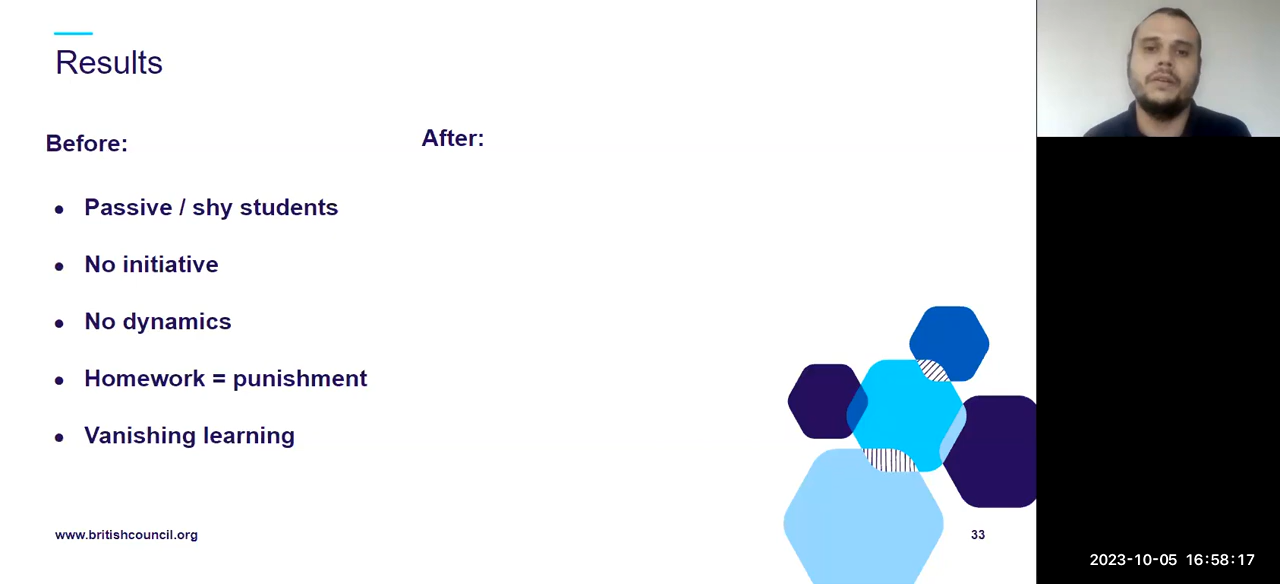 Results
Before:
After:
● Passive / shy students
● No initiative
● No dynamics
● Homework = punishment
● Vanishing learning
www.britishcouncil.org
33
2023-10-05 16:58:17